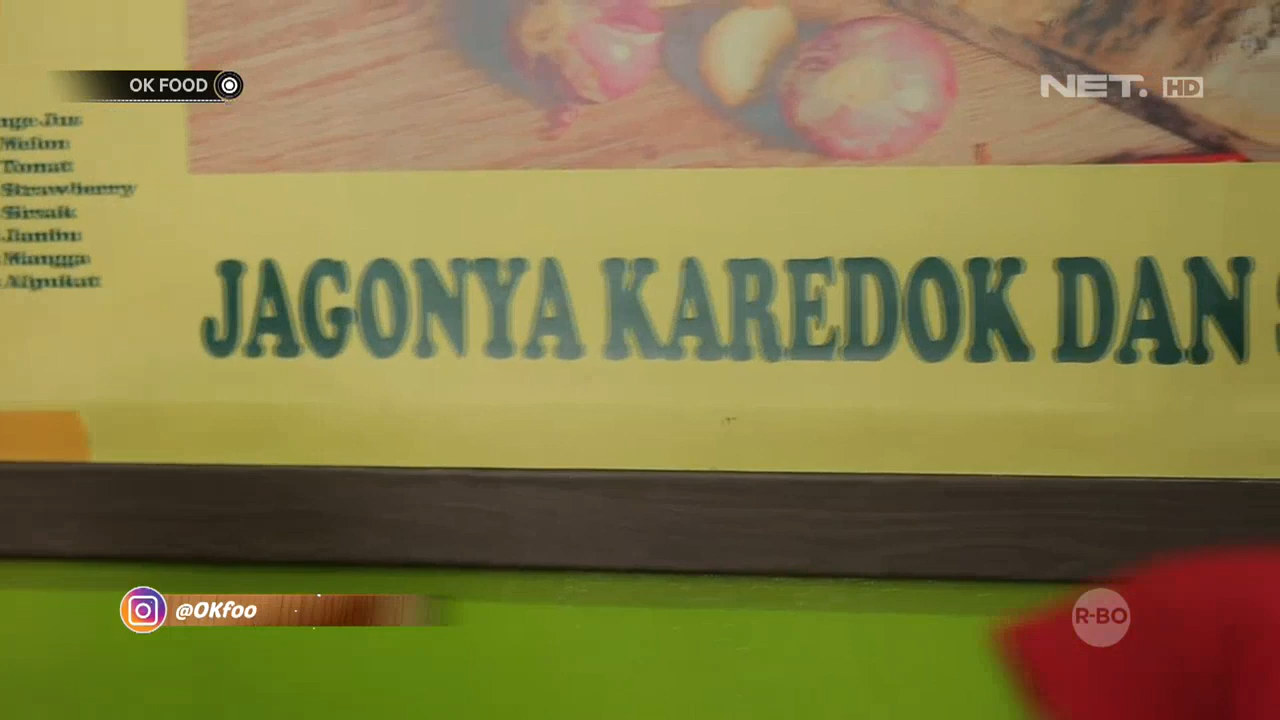 OK FOOD
NET. HD
Melon
Tomat
Strawberry
Sirsak
Jambu
Mangga
Alpukat
JAGONYA KAREDOK DAN
@OKfoo
R-BO